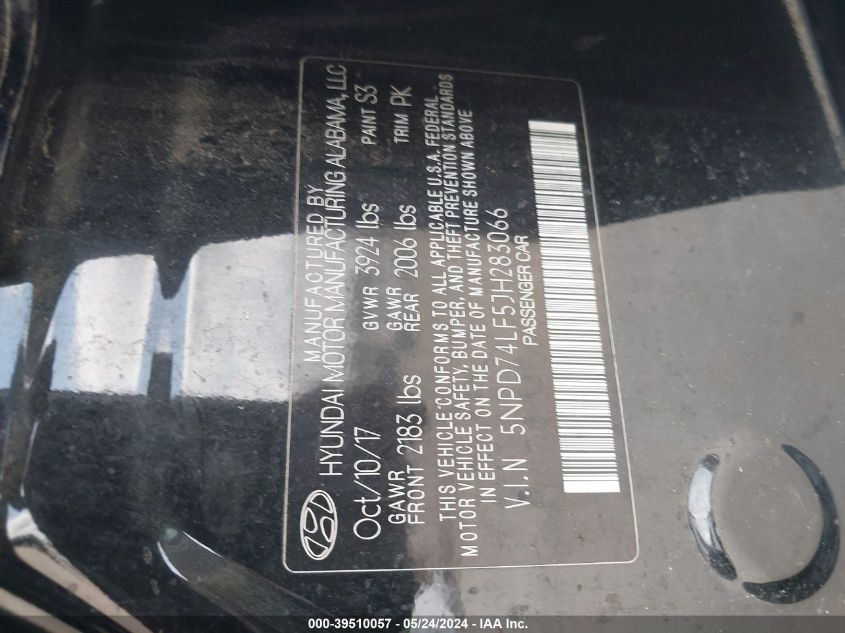 MANUFACTURED BY
HYUNDAI MOTOR MANUFACTURING ALABAMA, LLC
Oct/10/17 GVWR 3924 lbs PAINT S3
GAWR FRONT 2183 lbs GAWR REAR 2006 lbs TRIM PK
THIS VEHICLE CONFORMS TO ALL APPLICABLE U.S.A. FEDERAL
MOTOR VEHICLE SAFETY, BUMPER, AND THEFT PREVENTION STANDARDS
IN EFFECT ON THE DATE OF MANUFACTURE SHOWN ABOVE
V.I.N 5NPD74LF5JH283066
PASSENGER CAR
000-39510057 - 05/24/2024 - IAA Inc.